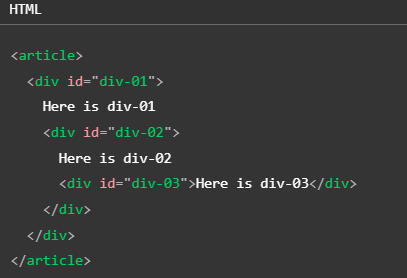 HTML
<article>
  <div id="div-01">
    Here is div-01
    <div id="div-02">
      Here is div-02
      <div id="div-03">Here is div-03</div>
    </div>
  </div>
</article>